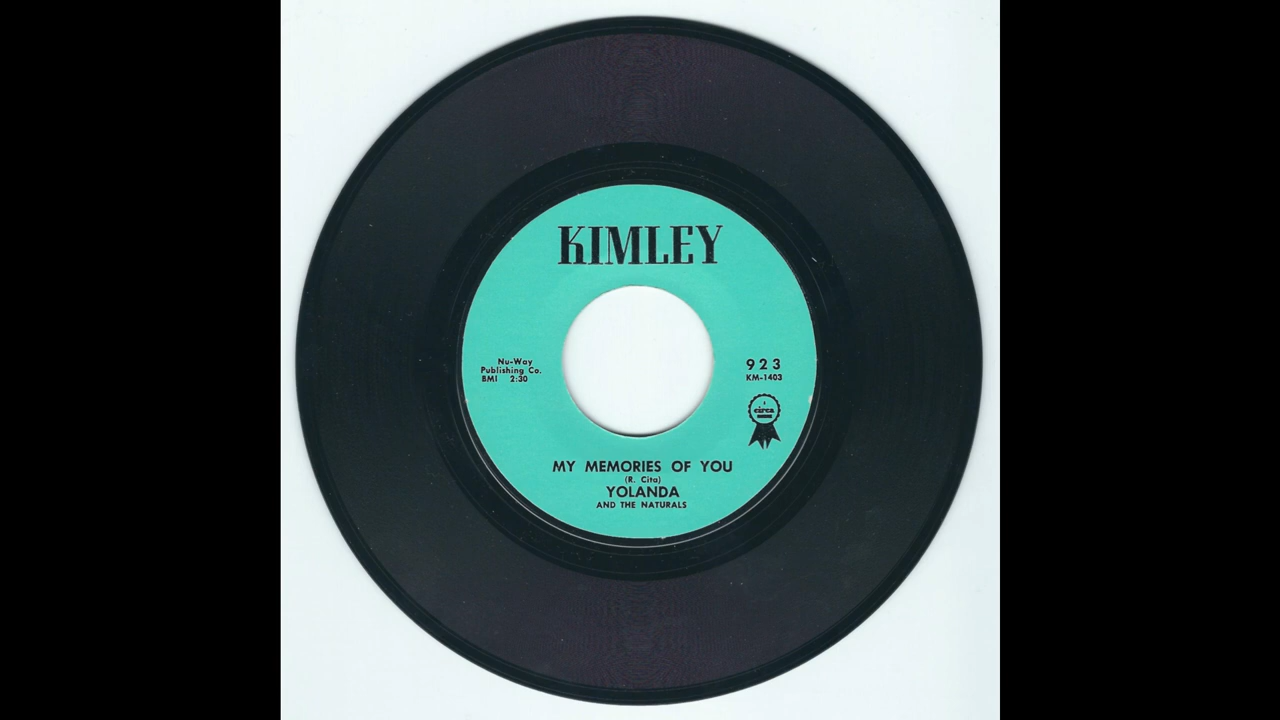 KIMLEY
Nu-Way
Publishing Co.
BMI 2:30
923
KM-1403
circa
MY MEMORIES OF YOU
(R. Cita)
YOLANDA
AND THE NATURALS